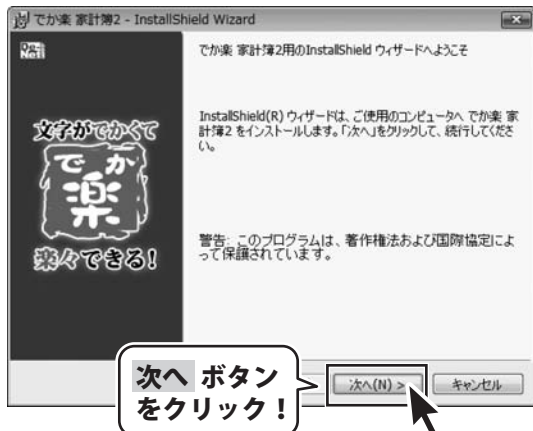 でか楽 家計簿2 - InstallShield Wizard
でか楽 家計簿2用のInstallShield ウィザードへようこそ
InstallShield(R) ウィザードは、ご使用のコンピュータへ でか楽 家
計簿2 をインストールします。「次へ」をクリックして、続行してくださ
い。
警告: このプログラムは、著作権法および国際協定によ
って保護されています。
文字がでかくて
でか
楽
楽々できる!
次へ ボタン
をクリック!
次へ(N) >
キャンセル